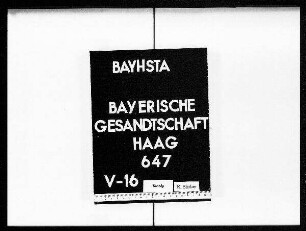 BAYHSTA
BAYERISCHE
GESANDTSCHAFT
HAAG
647
V-16